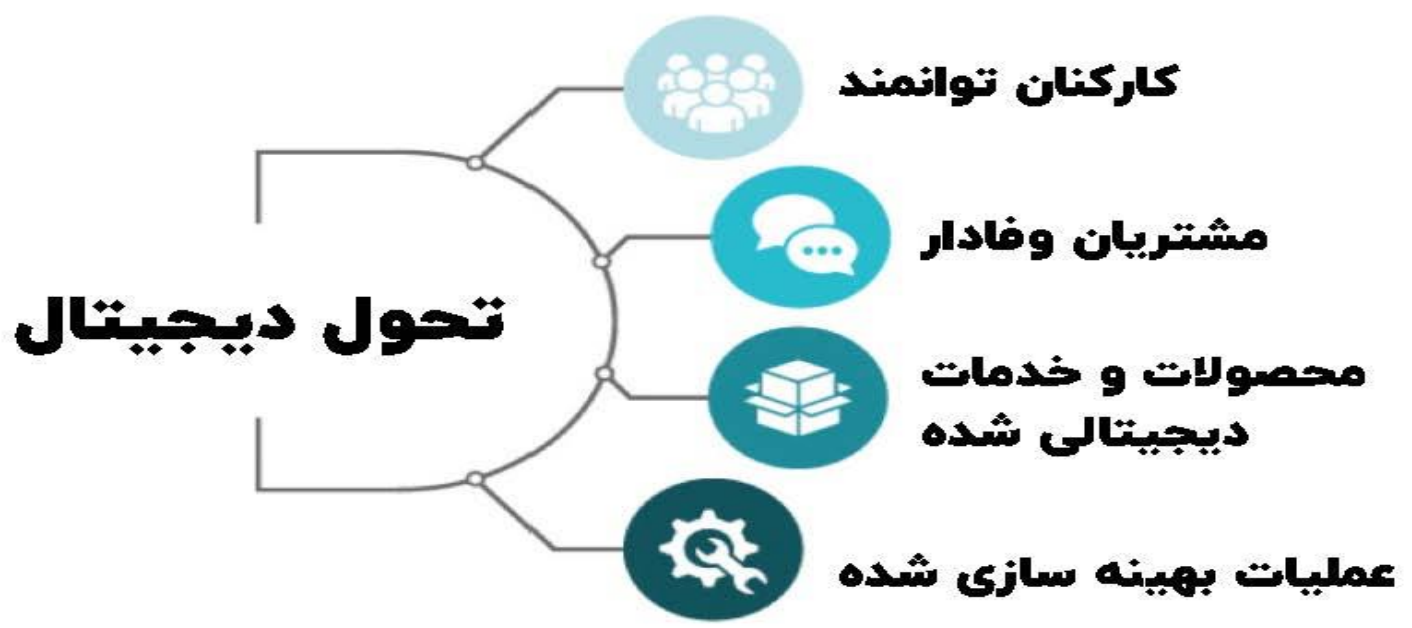 تحول دیجیتال
کارکنان توانمند
مشتریان وفادار
محصولات و خدمات
دیجیتالی شده
عملیات بهینه سازی شده